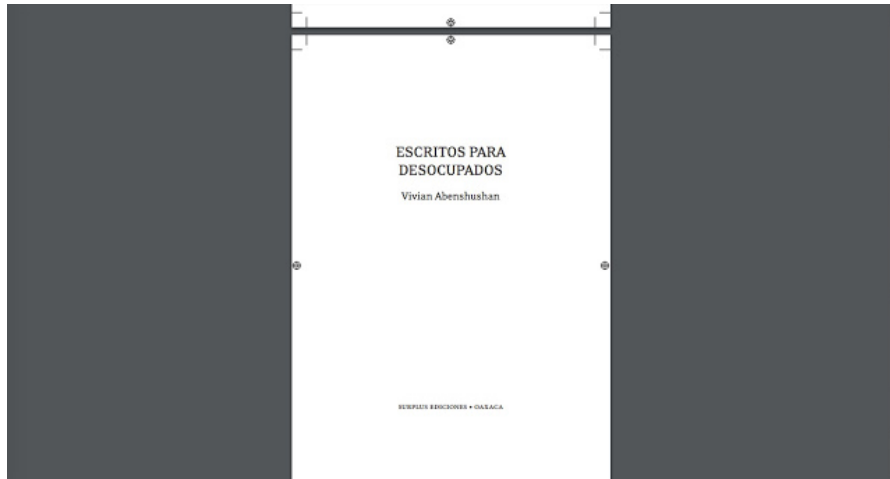 ESCRITOS PARA
DESOCUPADOS
Vivian Abenshushan
SURPLUS EDICIONES • OAXACA